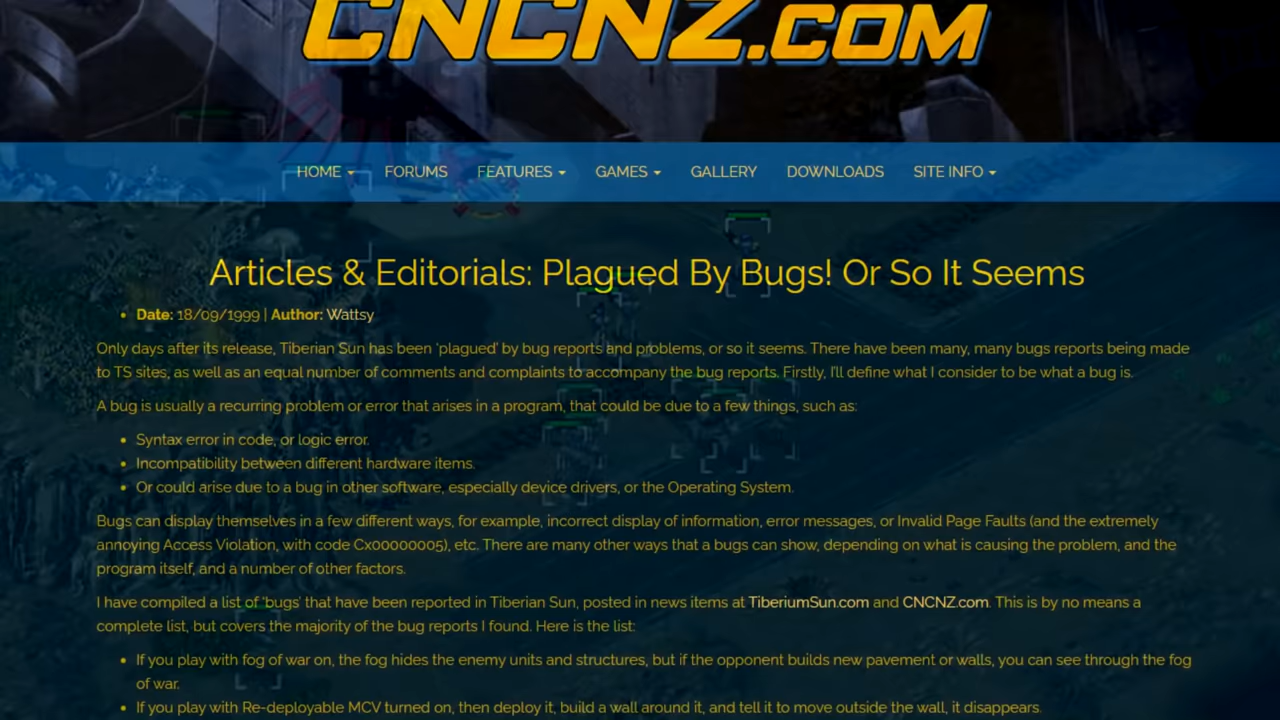 CNCNZ.COM
HOME FORUMS FEATURES GAMES GALLERY DOWNLOADS SITE INFO
Articles & Editorials: Plagued By Bugs! Or So It Seems
Date: 18/09/1999 | Author: Wattsy
Only days after its release, Tiberian Sun has been 'plagued' by bug reports and problems, or so it seems. There have been many, many bugs reports being made
to TS sites, as well as an equal number of comments and complaints to accompany the bug reports. Firstly, I'll define what I consider to be what a bug is.
A bug is usually a recurring problem or error that arises in a program, that could be due to a few things, such as:
Syntax error in code, or logic error.
Incompatibility between different hardware items.
Or could arise due to a bug in other software, especially device drivers, or the Operating System.
Bugs can display themselves in a few different ways, for example, incorrect display of information, error messages, or Invalid Page Faults (and the extremely
annoying Access Violation, with code Cx00000005), etc. There are many other ways that a bugs can show, depending on what is causing the problem, and the
program itself, and a number of other factors.
I have compiled a list of 'bugs' that have been reported in Tiberian Sun, posted in news items at TiberiumSun.com and CNCNZ.com. This is by no means a
complete list, but covers the majority of the bug reports I found. Here is the list:
If you play with fog of war on, the fog hides the enemy units and structures, but if the opponent builds new pavement or walls, you can see through the fog
of war.
If you play with Re-deployable MCV turned on, then deploy it, build a wall around it, and tell it to move outside the wall, it disappears.